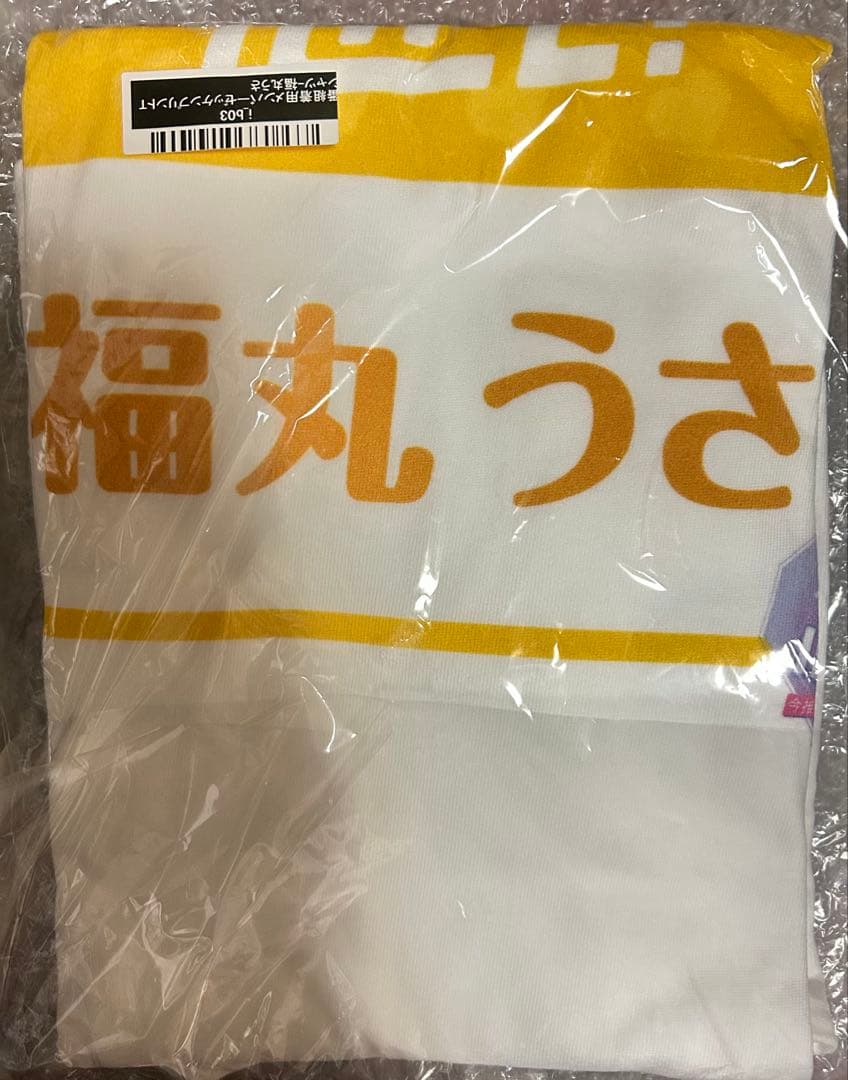 i_b03
番組着用 メンバーゼッケンプリントT
シャツ-福丸うさ
福丸 うさ